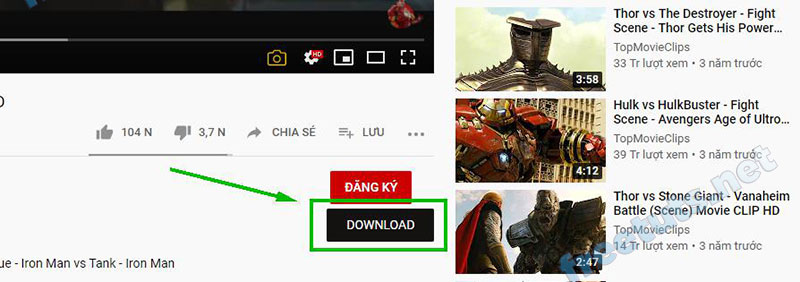 HD
104 N
3,7 N
CHIA SẺ
LƯU
ĐĂNG KÝ
DOWNLOAD
ue - Iron Man vs Tank - Iron Man
Thor vs The Destroyer - Fight
Scene - Thor Gets His Power...
TopMovieClips
33 Tr lượt xem • 3 năm trước
3:58
Hulk vs HulkBuster - Fight
Scene - Avengers Age of Ultro...
TopMovieClips
39 Tr lượt xem • 3 năm trước
4:12
Thor vs Stone Giant - Vanaheim
Battle (Scene) Movie CLIP HD
TopMovieClips
14 Tr lượt xem • 3 năm trước
2:47
freetuts.net